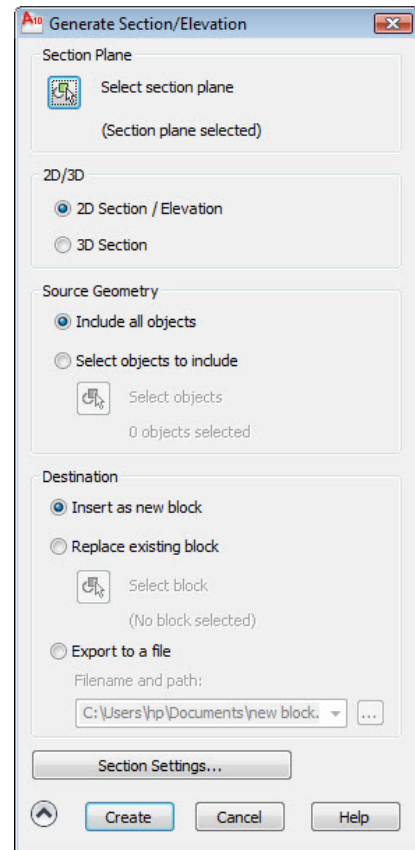 A10 Generate Section/Elevation
Section Plane
Select section plane
(Section plane selected)
2D/3D
2D Section / Elevation
3D Section
Source Geometry
Include all objects
Select objects to include
Select objects
0 objects selected
Destination
Insert as new block
Replace existing block
Select block
(No block selected)
Export to a file
Filename and path:
C:\Users\hp\Documents\new block. ...
Section Settings...
Create Cancel Help